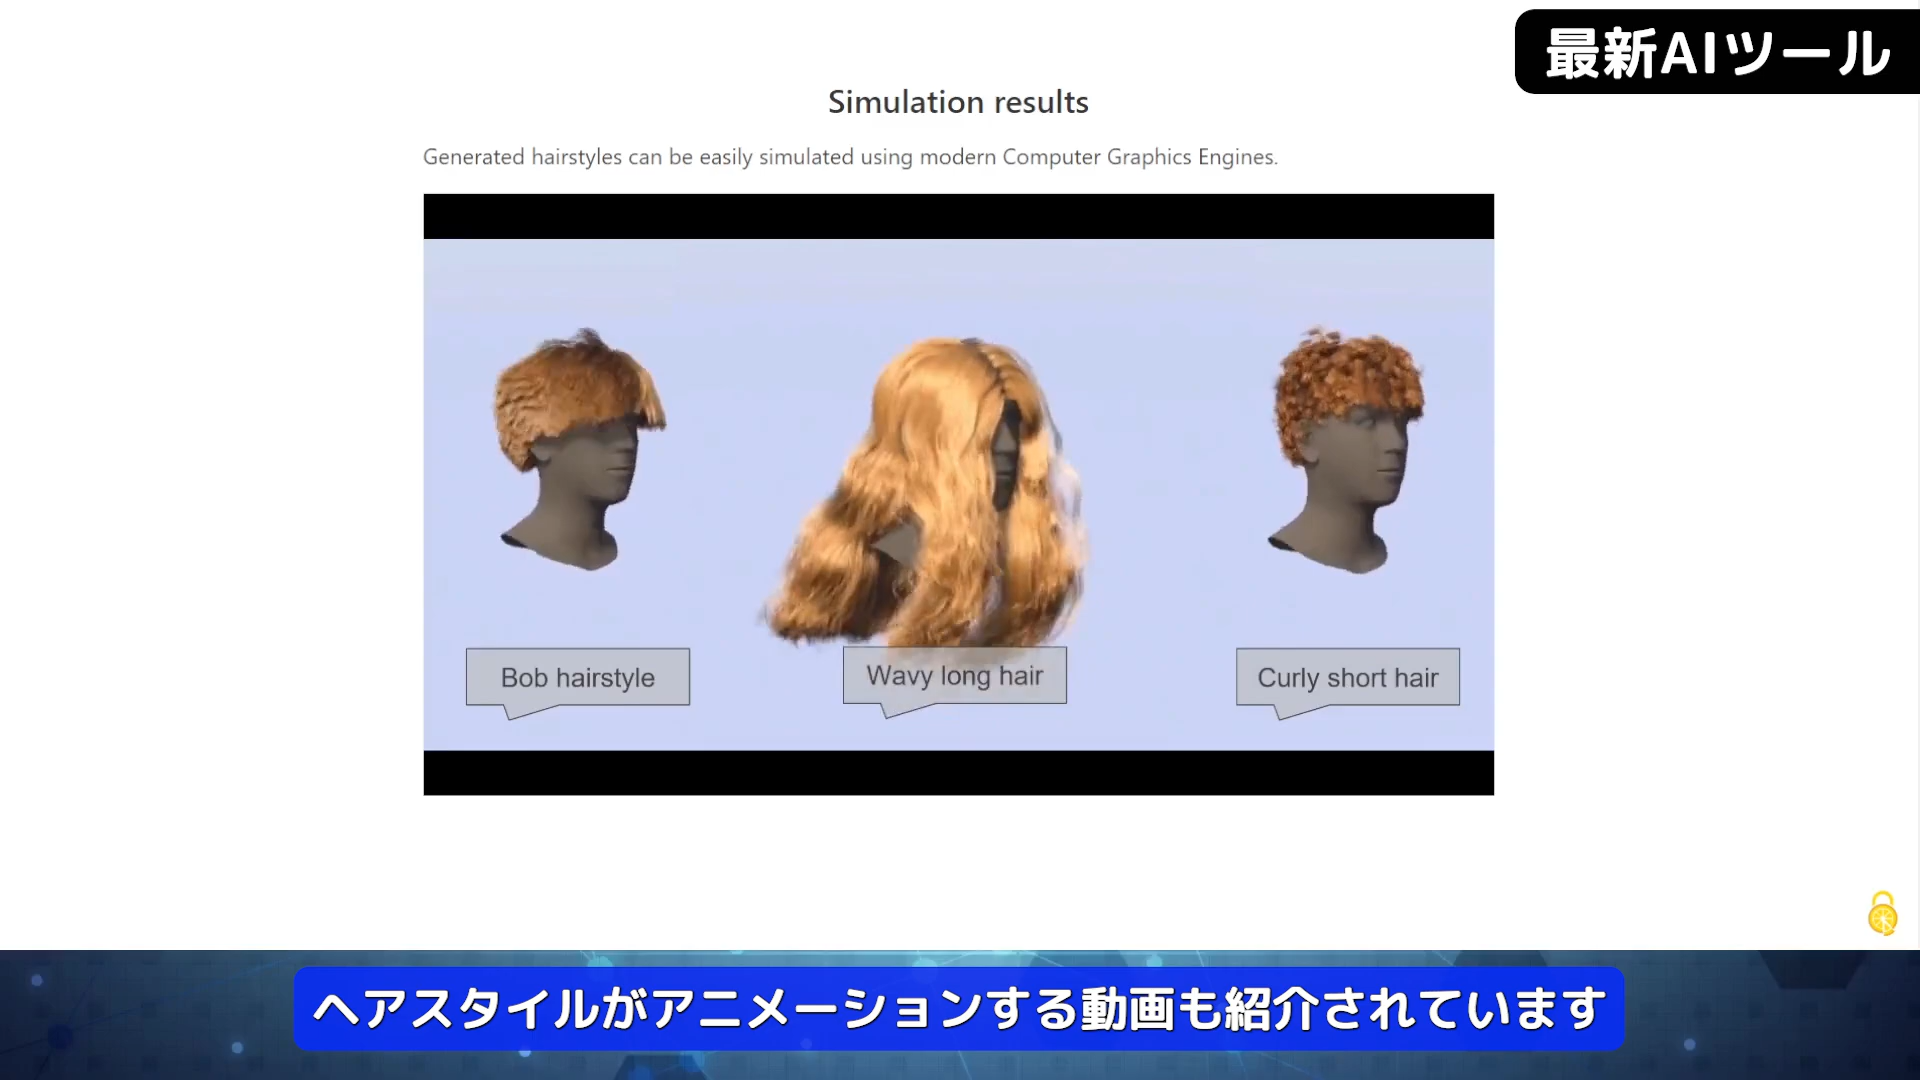 最新AIツール
Simulation results
Generated hairstyles can be easily simulated using modern Computer Graphics Engines.
Bob hairstyle
Wavy long hair
Curly short hair
ヘアスタイルがアニメーションする動画も紹介されています